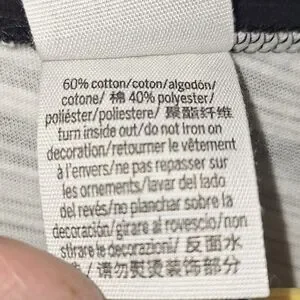 60% cotton/coton/algodón/
cotone/ 棉 40% polyester/
poliéster/poliestere/ 聚酯纤维
turn inside out/do not iron on
decoration/retourner le vêtement
à l'envers/ne pas repasser sur
les ornements/lavar del lado
del revés/no planchar sobre la
decoración/girare al rovescio/non
stirare le decorazioni/ 反面水
/ 请勿熨烫装饰部分